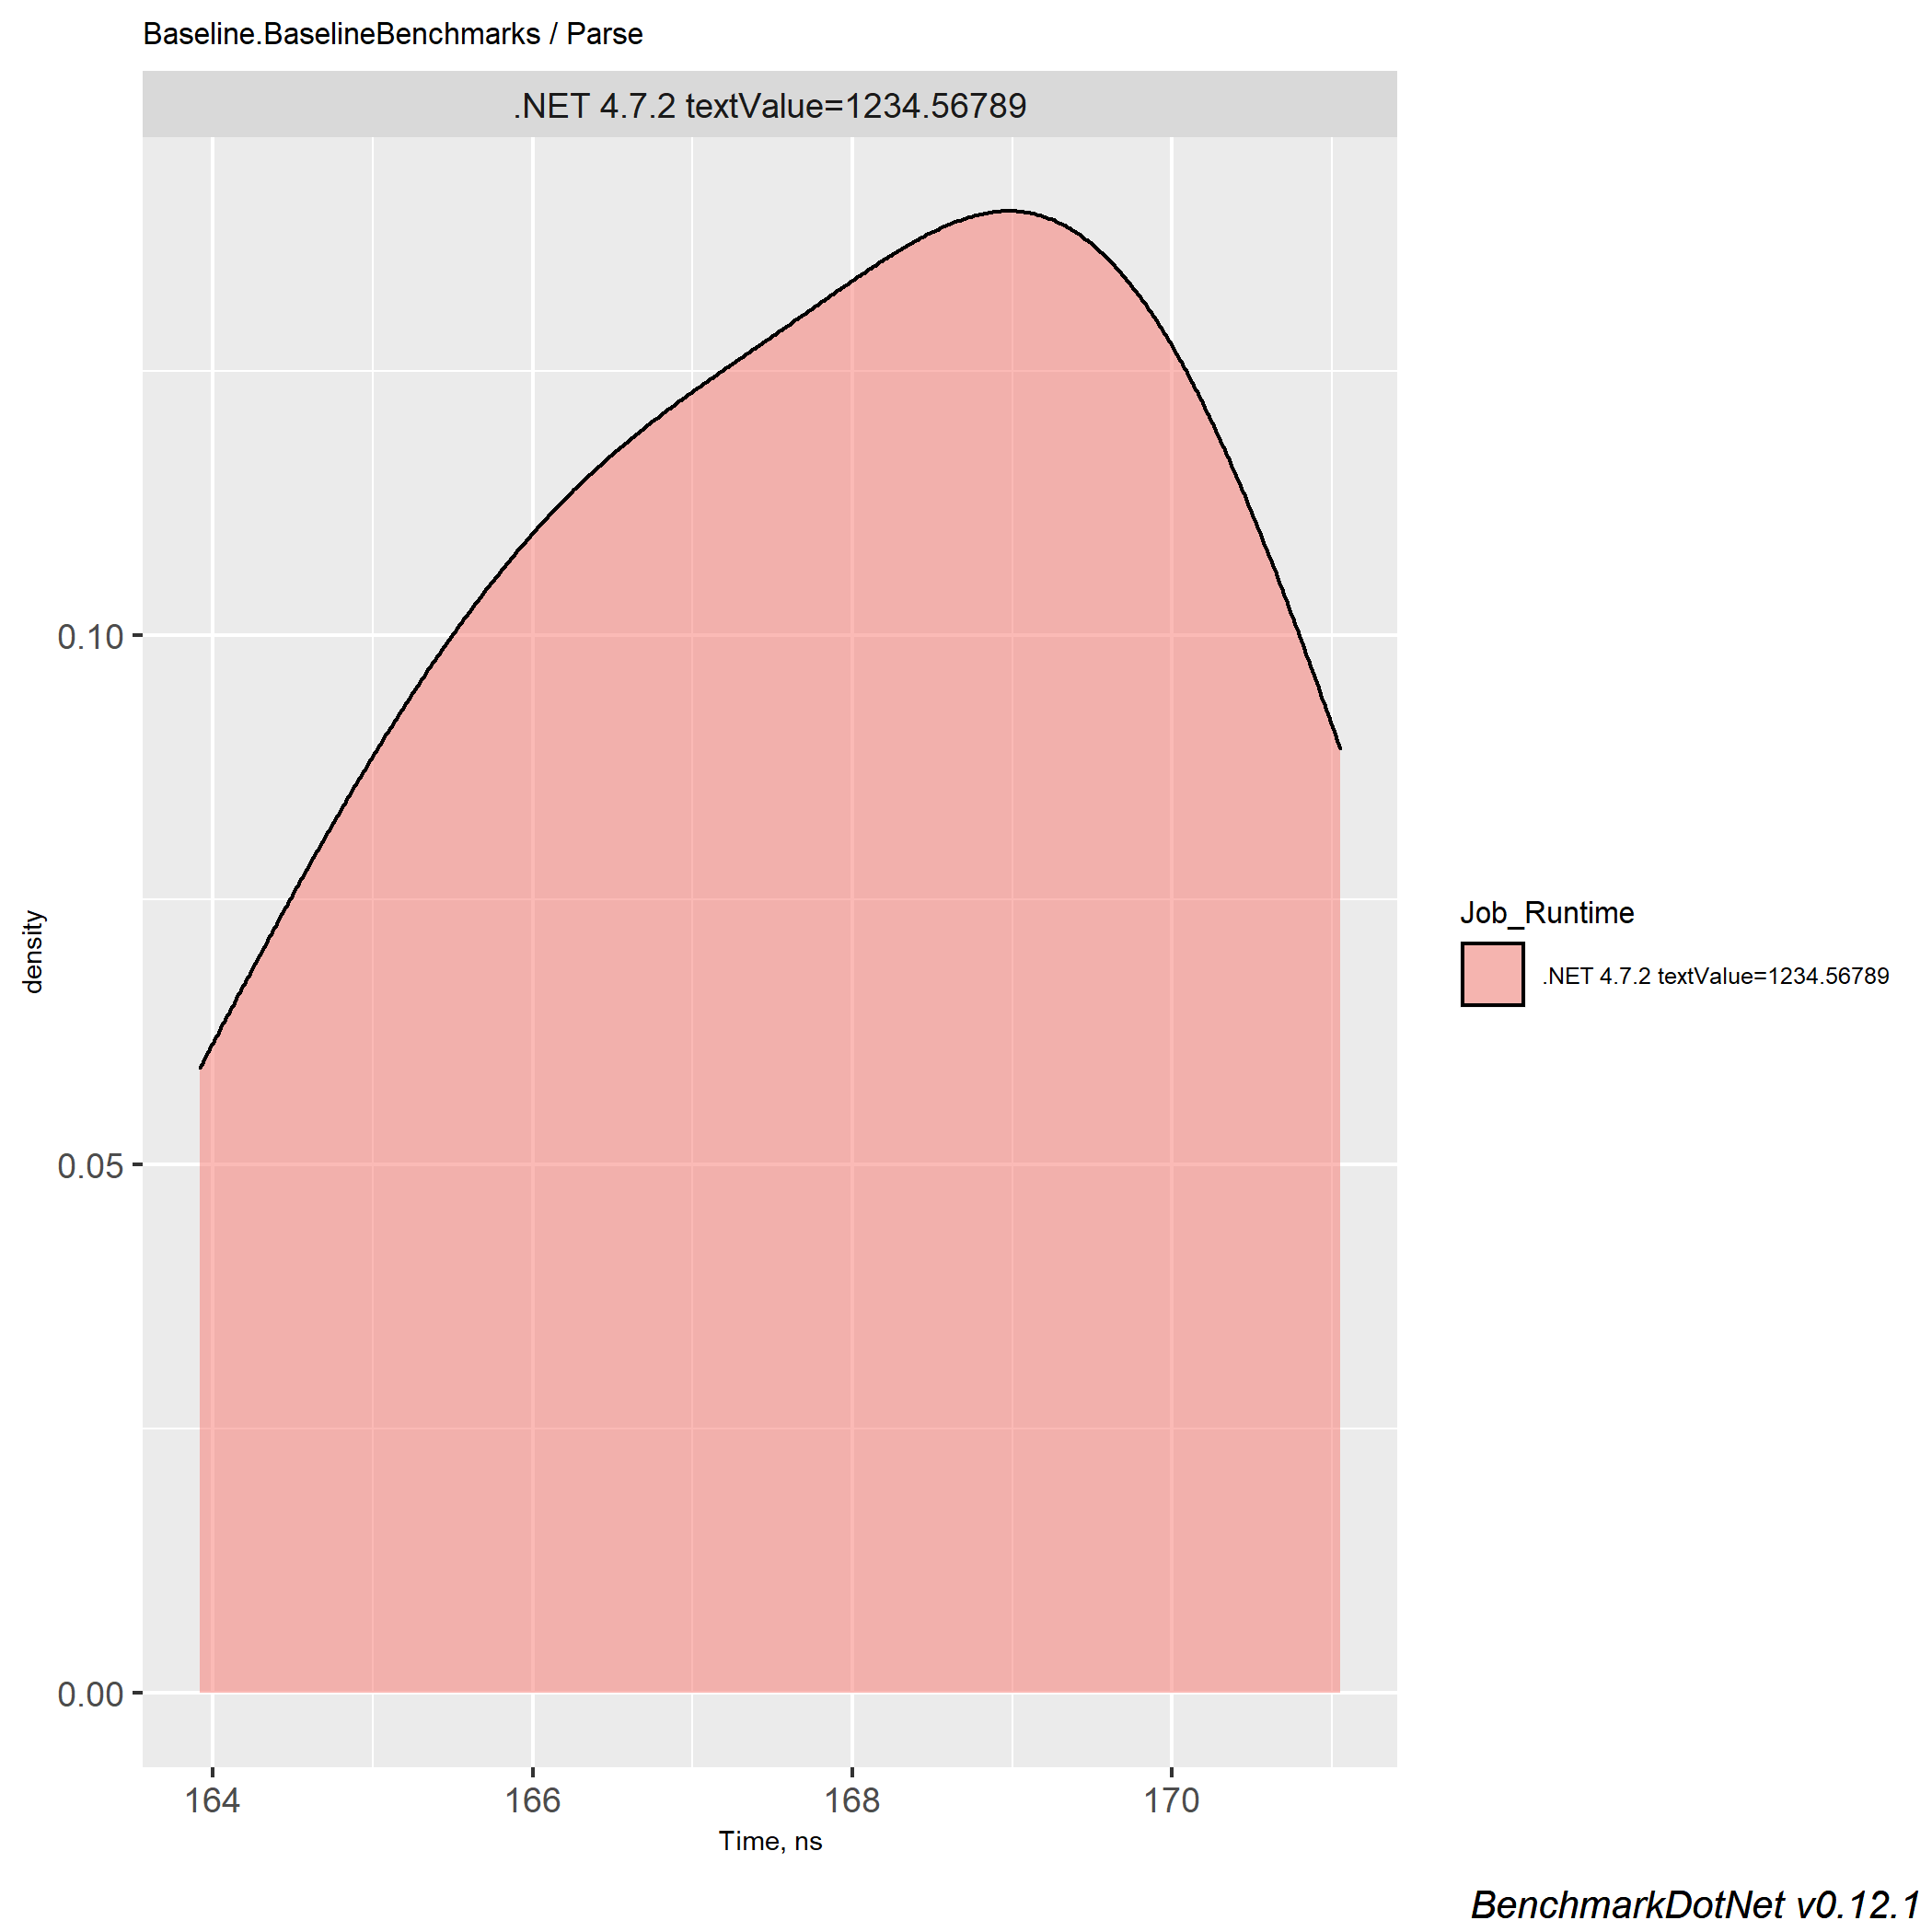 Baseline.BaselineBenchmarks / Parse
.NET 4.7.2 textValue=1234.56789
0.10
0.05
0.00
density
164 166 168 170
Time, ns
Job_Runtime
.NET 4.7.2 textValue=1234.56789
BenchmarkDotNet v0.12.1